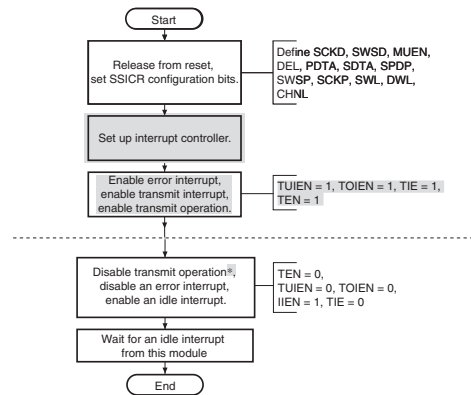 Start
Release from reset,
set SSICR configuration bits.
Define SCKD, SWSD, MUEN,
DEL, PDTA, SDTA, SPDP,
SWSP, SCKP, SWL, DWL,
CHNL
Set up interrupt controller.
Enable error interrupt,
enable transmit interrupt,
enable transmit operation.
TUIEN = 1, TOIEN = 1, TIE = 1,
TEN = 1
Disable transmit operation*,
disable an error interrupt,
enable an idle interrupt.
TEN = 0,
TUIEN = 0, TOIEN = 0,
IIEN = 1, TIE = 0
Wait for an idle interrupt
from this module
End